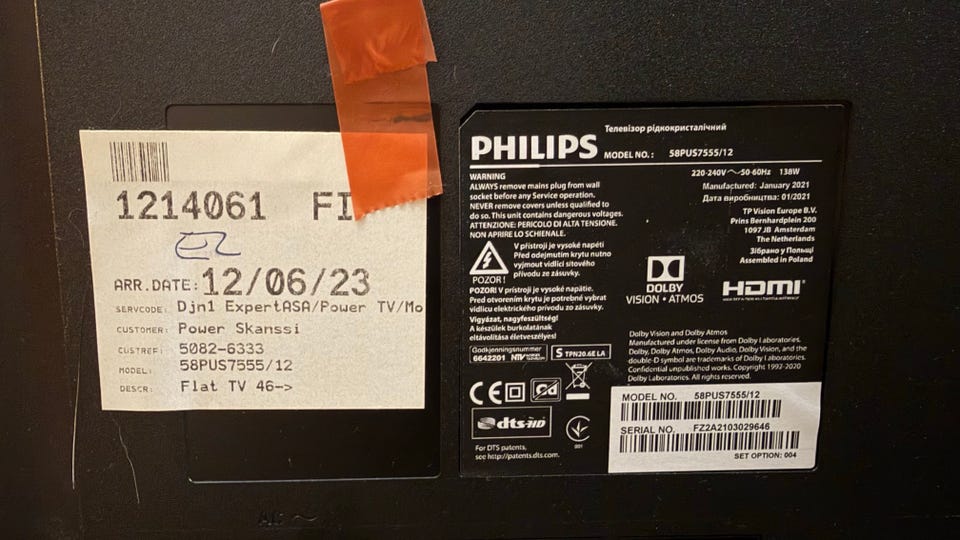 1214061 FI
EZ
ARR.DATE: 12/06/23
SERVCODE: Djn1 ExpertASA/Power TV/Mo
CUSTOMER: Power Skanssi
CUSTREF: 5082-6333
MODEL: 58PUS7555/12
DESCR: Flat TV 46->
Телевізор рідкокристалічний
PHILIPS MODEL NO. : 58PUS7555/12
220-240V ~ 50-60Hz 138W
Manufactured: January 2021
Дата виробництва: 01/2021
TP Vision Europe B.V.
Prins Bernhardplein 200
1097 JB Amsterdam
The Netherlands
Зібрано у Польщі
Assembled in Poland
WARNING
ALWAYS remove mains plug from wall
socket before any Service operation.
NEVER remove covers unless qualified to
do so. This unit contains dangerous voltages.
ATTENZIONE: PERICOLO DI ALTA TENSIONE.
NON APRIRE LO SCHIENALE.
V přístroji je vysoké napětí
Před odejmutím krytu nutno
vyjmout vidlici síťového
přívodu ze zásuvky.
POZOR !
POZORI V prístroji je vysoké napätie.
Pred otvorením krytu je potrebné vybrat
vidlicu elektrického prívodu zo zásuvky.
Vigyázat, nagyfeszültség!
A készülek burkolatának
eltávolítása életveszélyes!
DOLBY
VISION · ATMOS
HDMI
Godkjenningsnummer
6642201 NTV
S TPN20.6E LA
Dolby Vision and Dolby Atmos
Manufactured under license from Dolby Laboratories.
Dolby, Dolby Atmos, Dolby Audio, Dolby Vision, and the
double-D symbol are trademarks of Dolby Laboratories.
Confidential unpublished works. Copyright 1992-2020
Dolby Laboratories. All rights reserved.
CE
dts-HD
001
For DTS patents,
see http://patents.dts.com.
MODEL NO. 58PUS7555/12
SERIAL NO. FZ2A2103029646
SET OPTION: 004